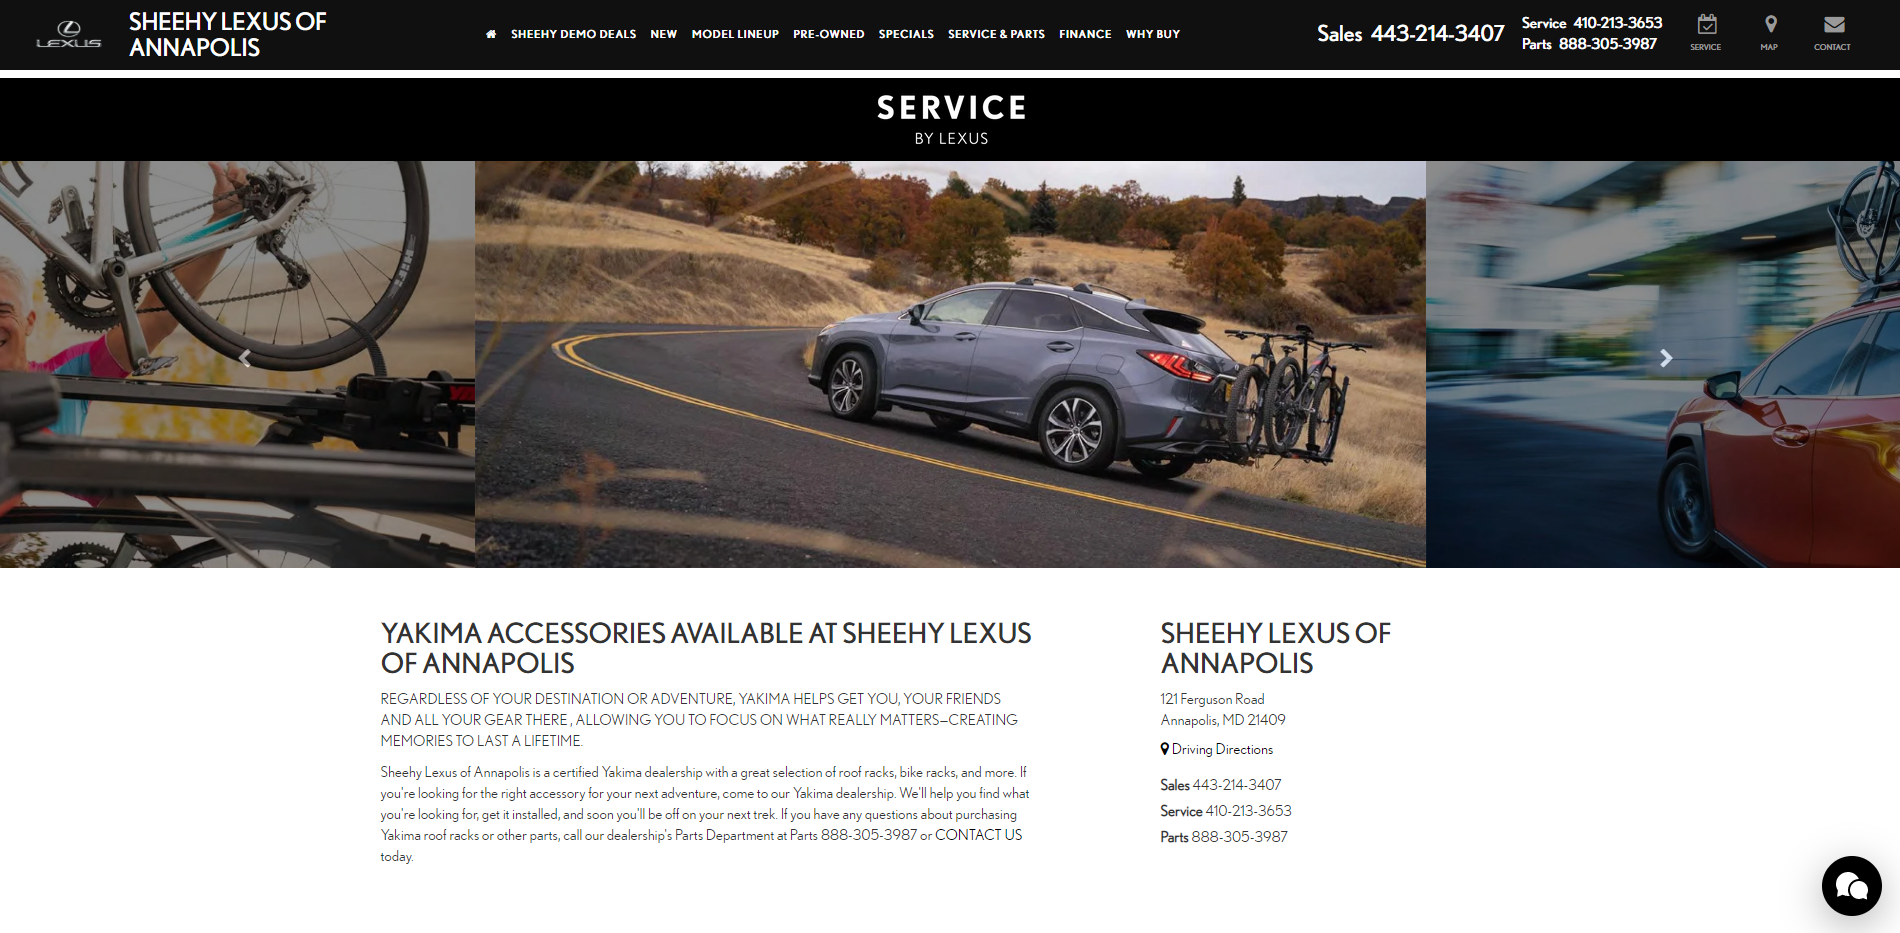 LEXUS
SHEEHY LEXUS OF
ANNAPOLIS
SHEEHY DEMO DEALS NEW MODEL LINEUP PRE-OWNED SPECIALS SERVICE & PARTS FINANCE WHY BUY
Sales 443-214-3407
Service 410-213-3653
Parts 888-305-3987
SERVICE
MAP
CONTACT
SERVICE
BY LEXUS
YAKIMA ACCESSORIES AVAILABLE AT SHEEHY LEXUS
OF ANNAPOLIS
REGARDLESS OF YOUR DESTINATION OR ADVENTURE, YAKIMA HELPS GET YOU, YOUR FRIENDS
AND ALL YOUR GEAR THERE , ALLOWING YOU TO FOCUS ON WHAT REALLY MATTERS—CREATING
MEMORIES TO LAST A LIFETIME.
Sheehy Lexus of Annapolis is a certified Yakima dealership with a great selection of roof racks, bike racks, and more. If
you're looking for the right accessory for your next adventure, come to our Yakima dealership. We'll help you find what
you're looking for, get it installed, and soon you'll be off on your next trek. If you have any questions about purchasing
Yakima roof racks or other parts, call our dealership's Parts Department at Parts 888-305-3987 or CONTACT US
today.
SHEEHY LEXUS OF
ANNAPOLIS
121 Ferguson Road
Annapolis, MD 21409
Driving Directions
Sales 443-214-3407
Service 410-213-3653
Parts 888-305-3987